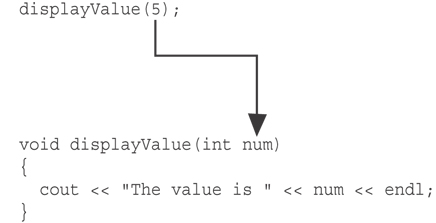 displayValue(5);
void displayValue(int num)
{
cout << "The value is " << num << endl;
}